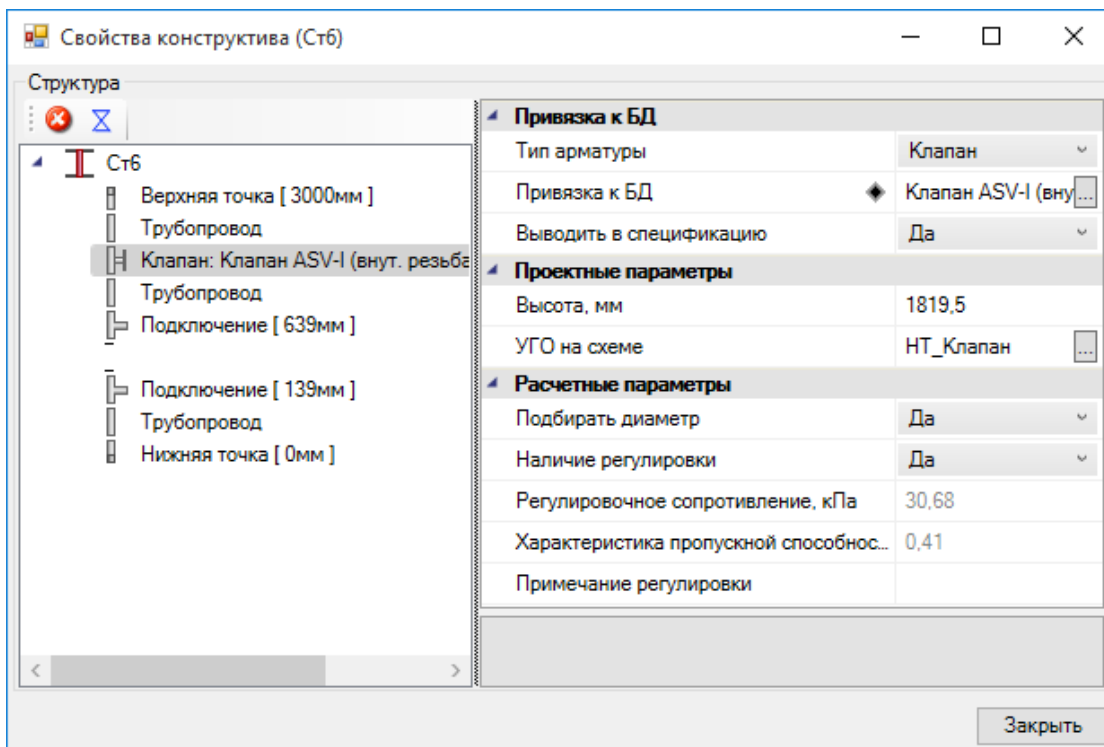 Свойства конструктива (Ст6)
Структура
Ст6
Верхняя точка [ 3000мм ]
Трубопровод
Клапан: Клапан ASV-I (внут. резьба
Трубопровод
Подключение [ 639мм ]
Подключение [ 139мм ]
Трубопровод
Нижняя точка [ 0мм ]
Привязка к БД
Тип арматуры Клапан
Привязка к БД Клапан ASV-I (вну ...
Выводить в спецификацию Да
Проектные параметры
Высота, мм 1819,5
УГО на схеме НТ_Клапан ...
Расчетные параметры
Подбирать диаметр Да
Наличие регулировки Да
Регулировочное сопротивление, кПа 30,68
Характеристика пропускной способнос... 0,41
Примечание регулировки
Закрыть